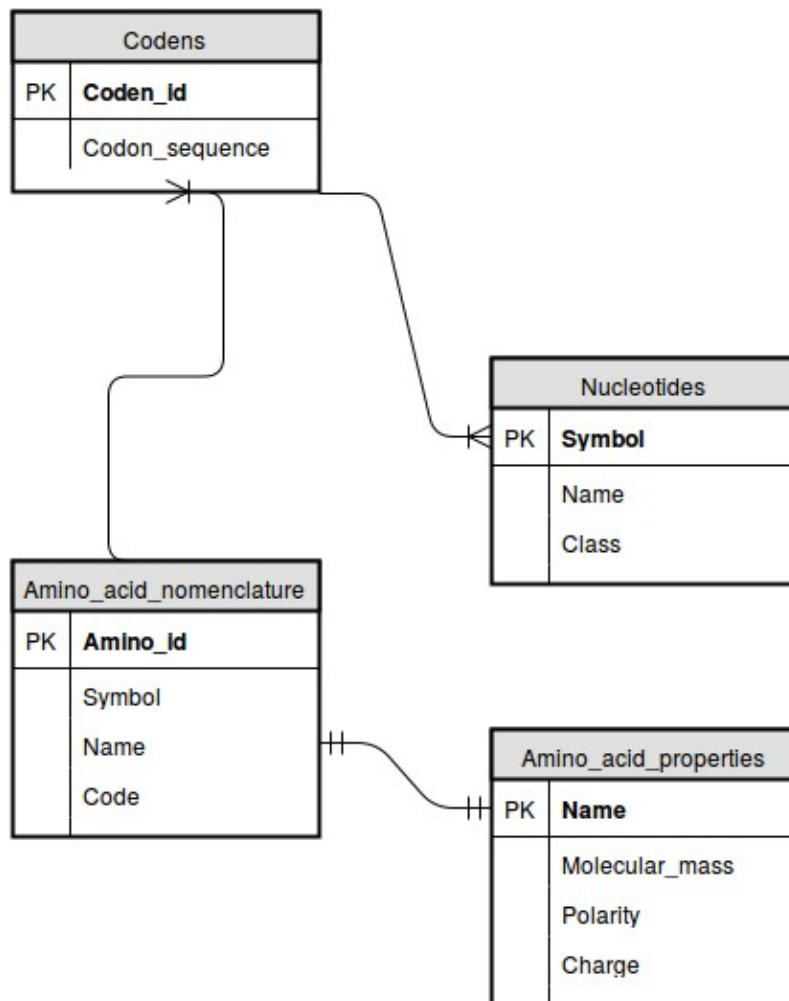 Codens
PK Coden_id
Codon_sequence
Nucleotides
PK Symbol
Name
Class
Amino_acid_nomenclature
PK Amino_id
Symbol
Name
Code
Amino_acid_properties
PK Name
Molecular_mass
Polarity
Charge